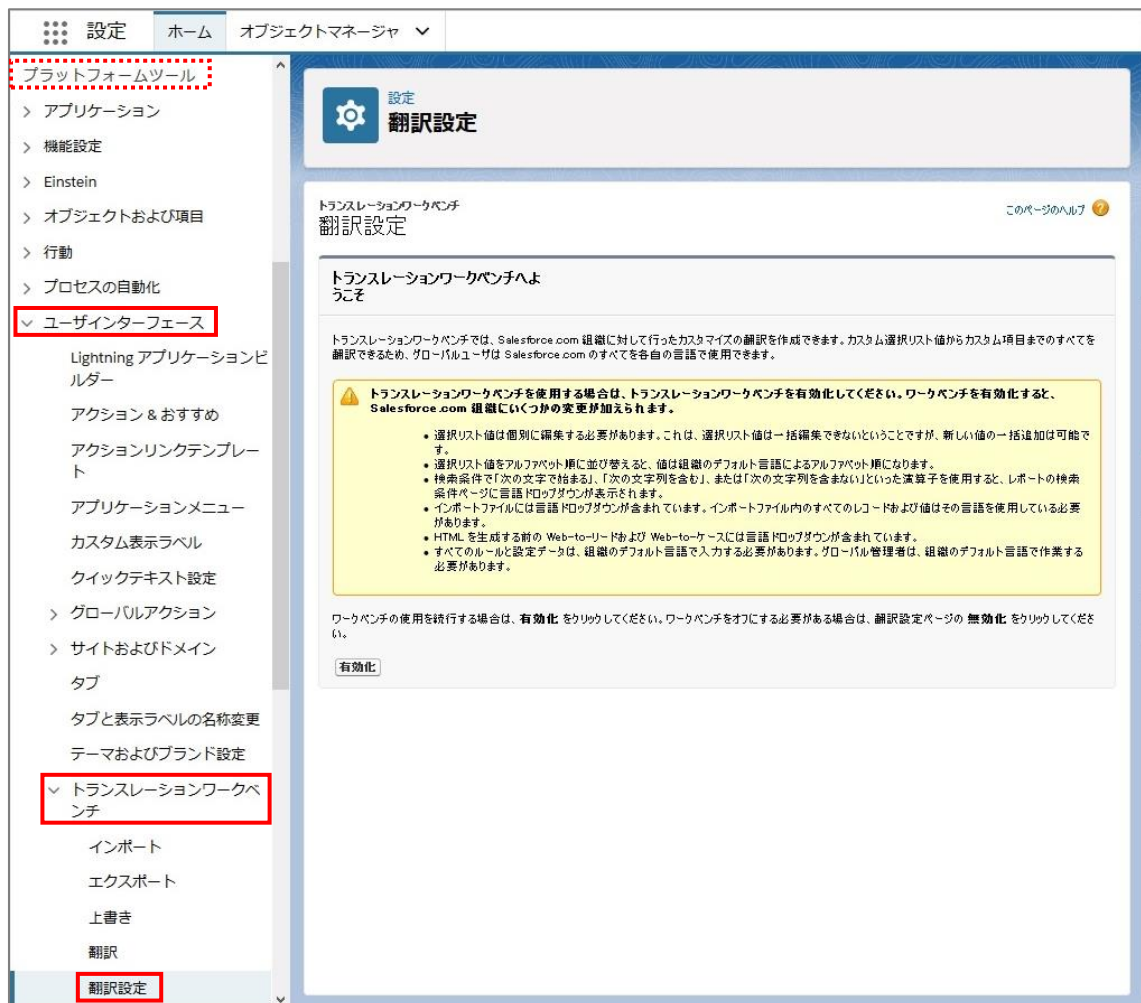 設定
ホーム
オブジェクトマネージャ
プラットフォームツール
アプリケーション
機能設定
Einstein
オブジェクトおよび項目
行動
プロセスの自動化
ユーザインターフェース
Lightning アプリケーションビ
ルダー
アクション & おすすめ
アクションリンクテンプレー
ト
アプリケーションメニュー
カスタム表示ラベル
クイックテキスト設定
グローバルアクション
サイトおよびドメイン
タブ
タブと表示ラベルの名称変更
テーマおよびブランド設定
トランスレーションワークベ
ンチ
インポート
エクスポート
上書き
翻訳
翻訳設定
設定
翻訳設定
トランスレーションワークベンチ
翻訳設定
このページのヘルプ
トランスレーションワークベンチへよ
うこそ
トランスレーションワークベンチでは、Salesforce.com 組織に対して行ったカスタマイズの翻訳を作成できます。カスタム選択リスト値からカスタム項目までのすべてを
翻訳できるため、グローバルユーザは Salesforce.com のすべてを各自の言語で使用できます。
トランスレーションワークベンチを使用する場合は、トランスレーションワークベンチを有効化してください。ワークベンチを有効化すると、
Salesforce.com 組織にいくつかの変更が加えられます。
• 選択リスト値は個別に編集する必要があります。これは、選択リスト値は一括編集できないということですが、新しい値の一括追加は可能で
す。
• 選択リスト値をアルファベット順に並び替えると、値は組織のデフォルト言語によるアルファベット順になります。
• 検索条件で「次の文字で始まる」、「次の文字列を含む」、または「次の文字列を含まない」といった演算子を使用すると、レポートの検索
条件ページに言語ドロップダウンが表示されます。
• インポートファイルには言語ドロップダウンが含まれています。インポートファイル内のすべてのレコードおよび値はその言語を使用している必要
があります。
• HTML を生成する前の Web-to-リードおよび Web-to-ケースには言語ドロップダウンが含まれています。
• すべてのルールと設定データは、組織のデフォルト言語で入力する必要があります。グローバル管理者は、組織のデフォルト言語で作業する
必要があります。
ワークベンチの使用を続行する場合は、有効化 をクリックしてください。ワークベンチをオフにする必要がある場合は、翻訳設定ページの 無効化 をクリックしてくださ
い。
有効化